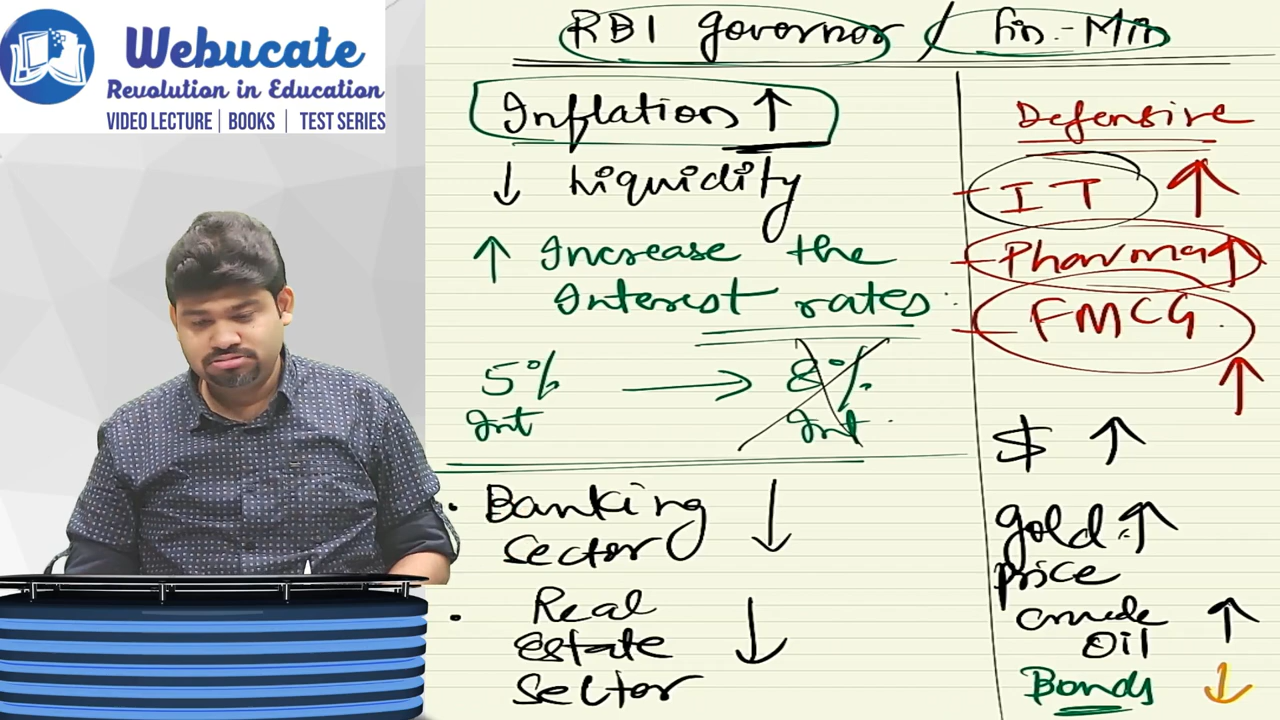 Webucate
Revolution in Education
VIDEO LECTURE | BOOKS | TEST SERIES
RBI governor / fin.-Min
Inflation ↑
↓ Liquidity
↑ Increase the
Interest rates
5% → 8%
Int Int
• Banking ↓
Sector
• Real
estate ↓
Sector
Defensive
- IT ↑
- Pharma ↑
- FMCG
↑
$ ↑
gold ↑
price
crude ↑
Oil
Bonds ↓